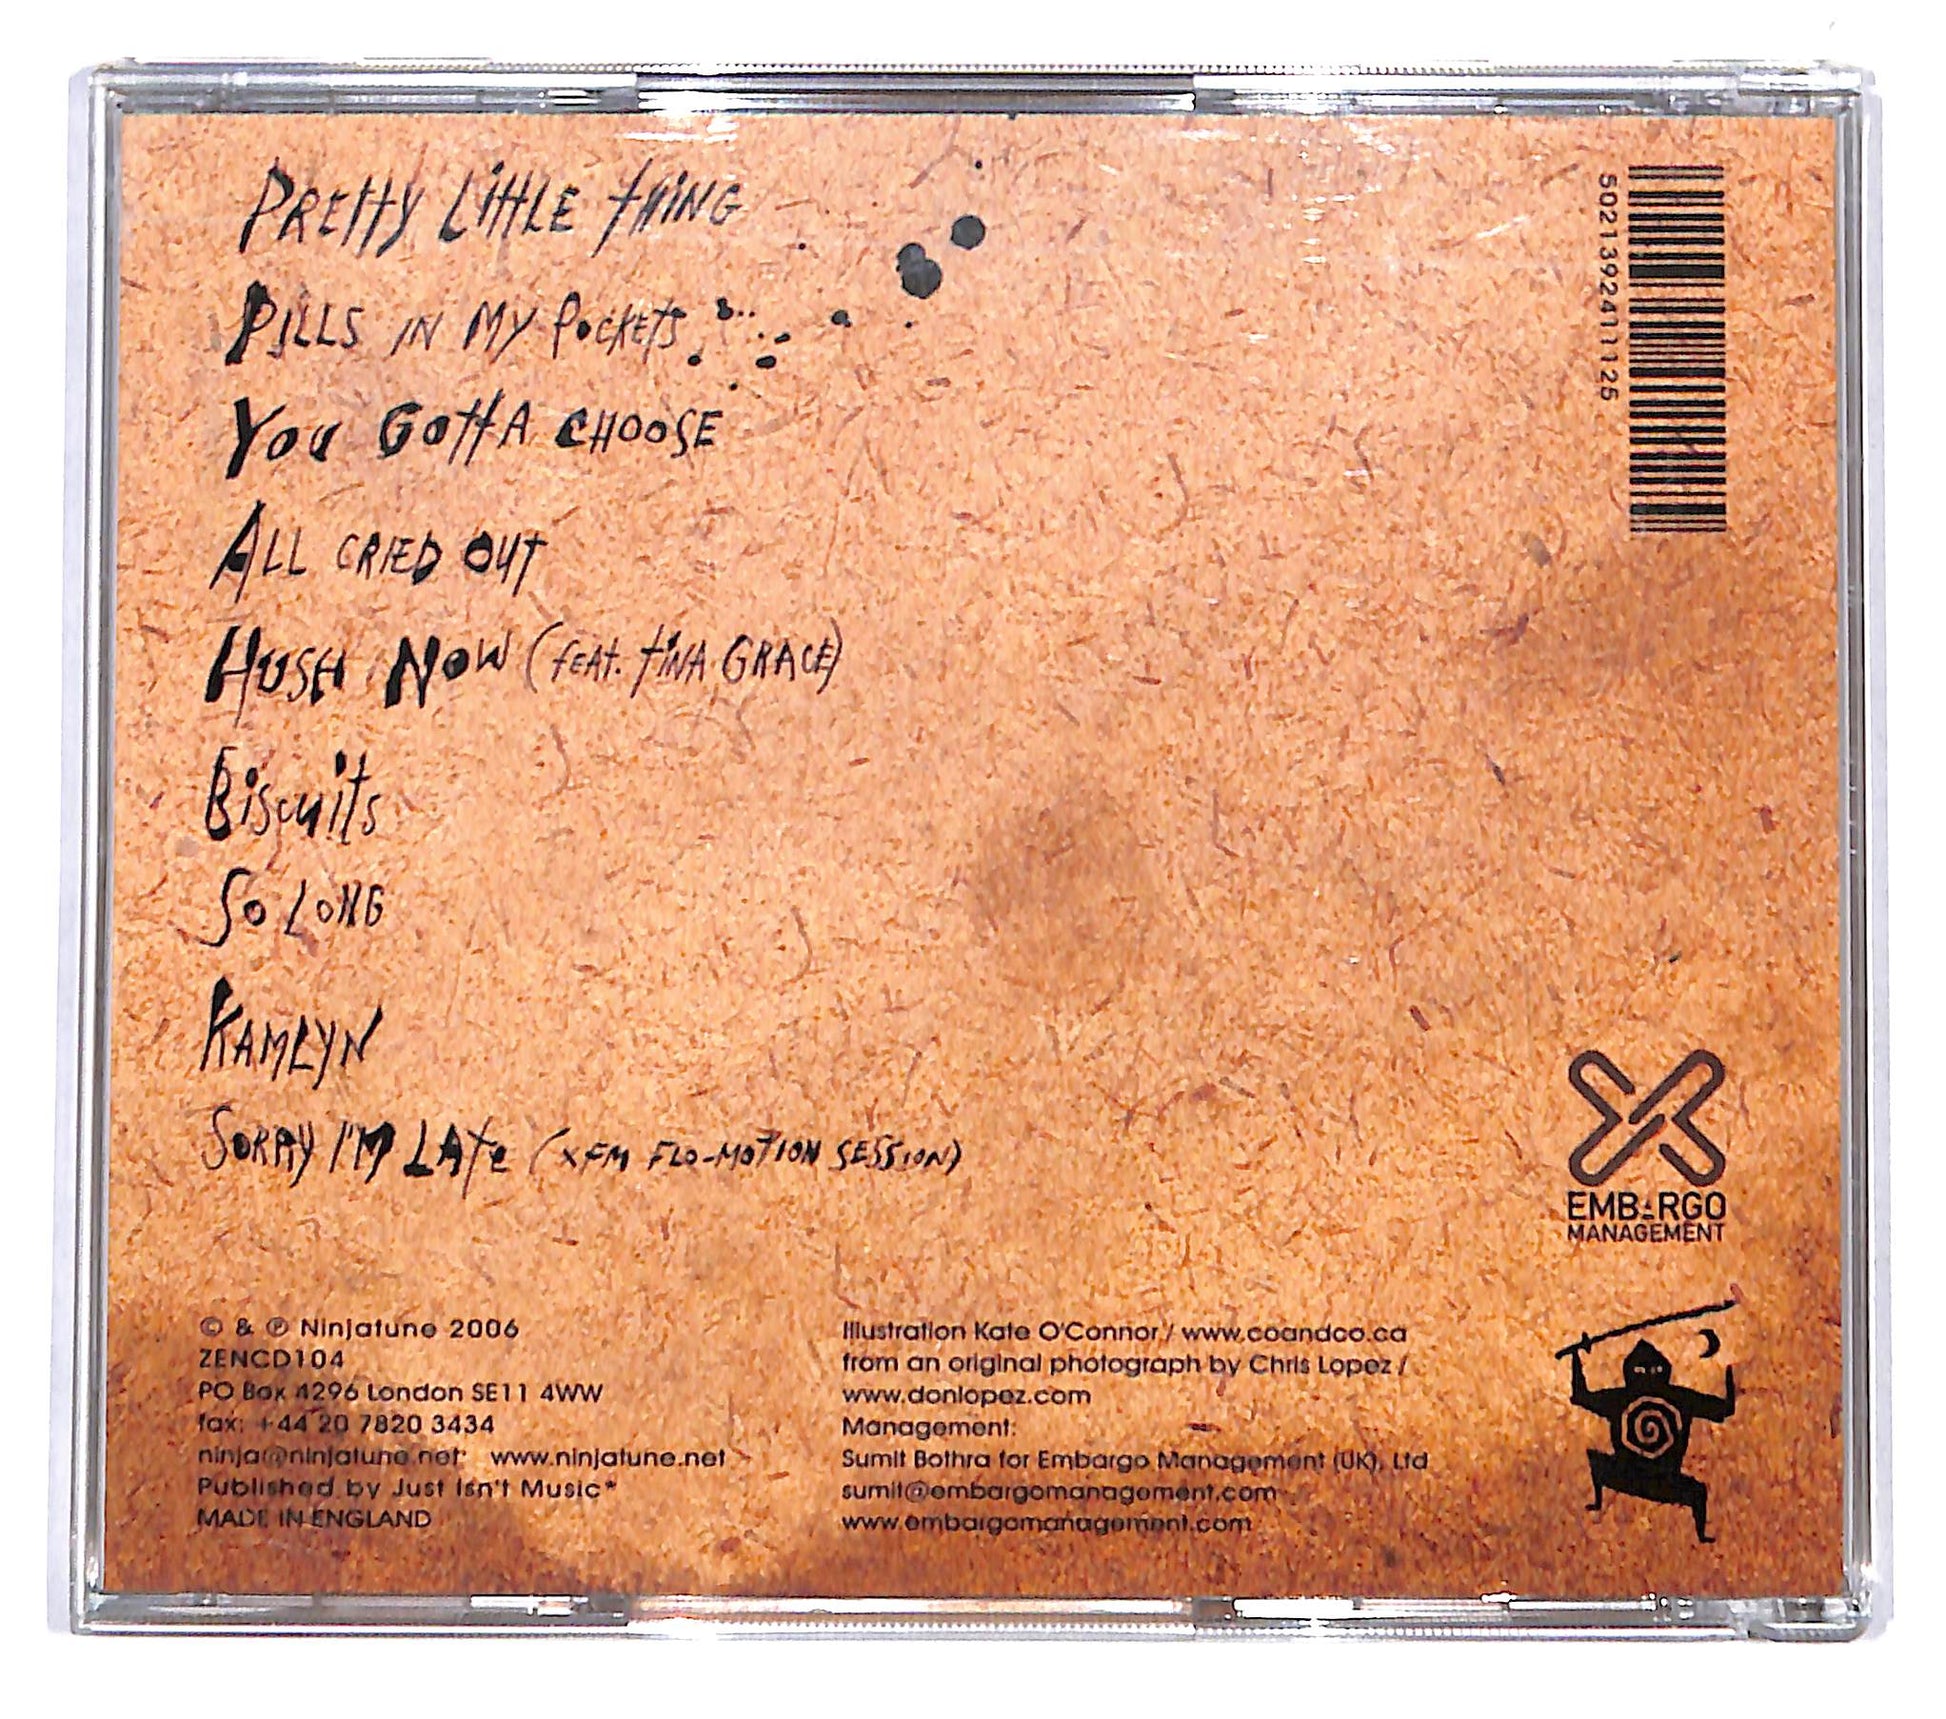 PRETTY LITTLE THING
PILLS IN MY POCKETS
YOU GOTTA CHOOSE
ALL CRIED OUT
HUSH NOW (FEAT. TINA GRACE)
Biscuits
SO LONG
KAMLYN
SORRY I'M LATE (XFM FLO-MOTION SESSION)
5021392411125
EMBARGO
MANAGEMENT
© & ℗ Ninjatune 2006
ZENCD104
PO Box 4296 London SE11 4WW
fax: +44 20 7820 3434
ninja@ninjatune.net www.ninjatune.net
Published by Just Isn't Music*
MADE IN ENGLAND
Illustration Kate O'Connor / www.coandco.ca
from an original photograph by Chris Lopez /
www.donlopez.com
Management:
Sumit Bothra for Embargo Management (UK), Ltd
sumit@embargomanagement.com
www.embargomanagement.com